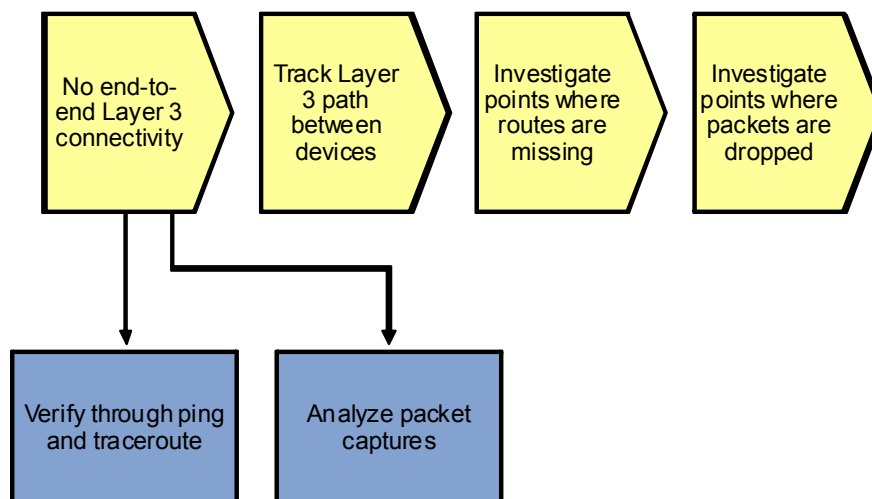 No end-to-
end Layer 3
connectivity
Track Layer
3 path
between
devices
Investigate
points where
routes are
missing
Investigate
points where
packets are
dropped
Verify through ping
and traceroute
Analyze packet
captures